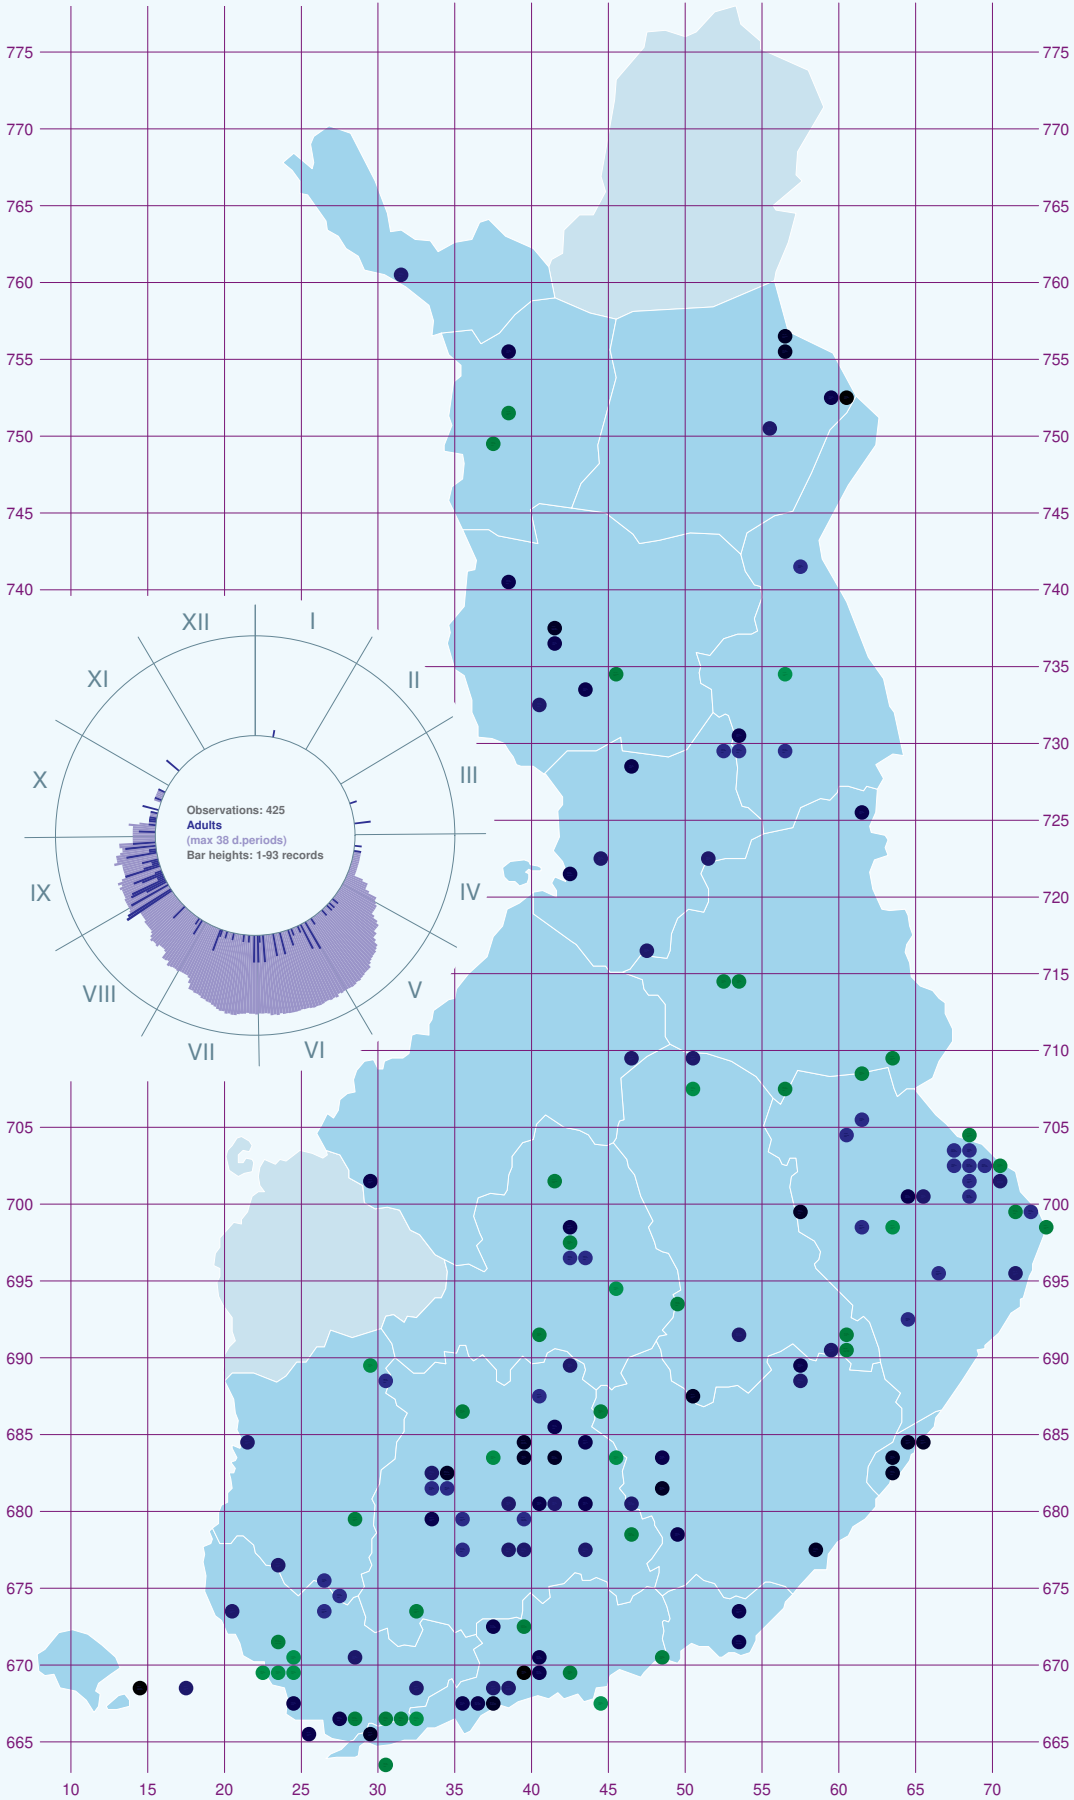 775 775
770 770
765 765
760 760
755 755
750 750
745 745
740 740
XII I
XI II
735
730
X III
Observations: 425
Adults
(max 38 d.periods)
Bar heights: 1-93 records
725
IX IV
720
715
VIII V
VII VI
710
705 705
700 700
695 695
690 690
685 685
680 680
675 675
670 670
665 665
10 15 20 25 30 35 40 45 50 55 60 65 70